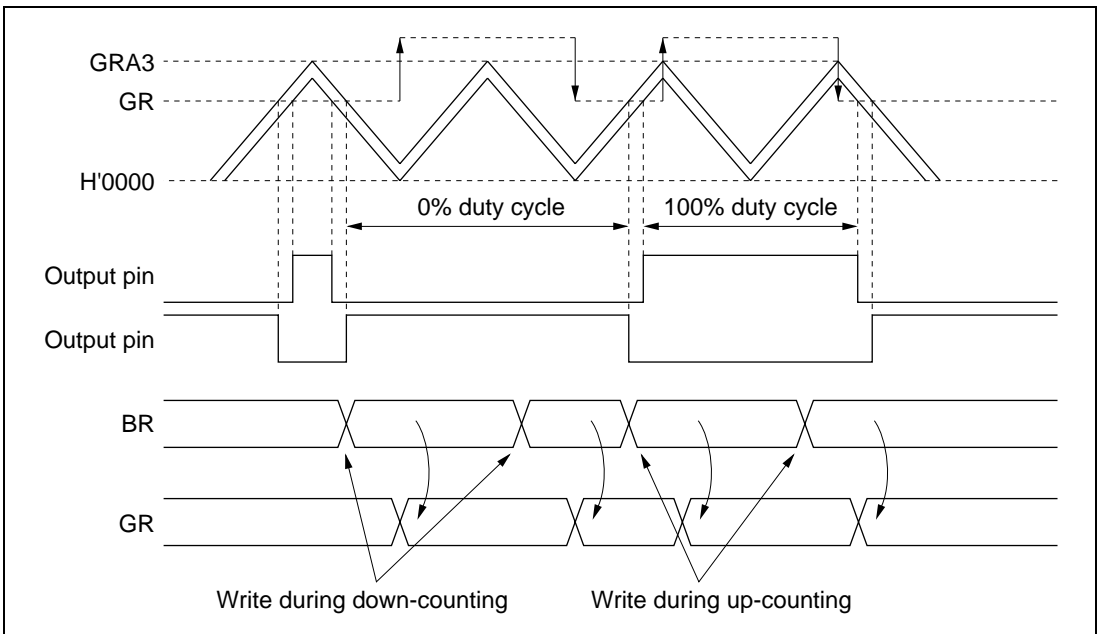 GRA3
GR
H'0000
0% duty cycle
100% duty cycle
Output pin
Output pin
BR
GR
Write during down-counting
Write during up-counting